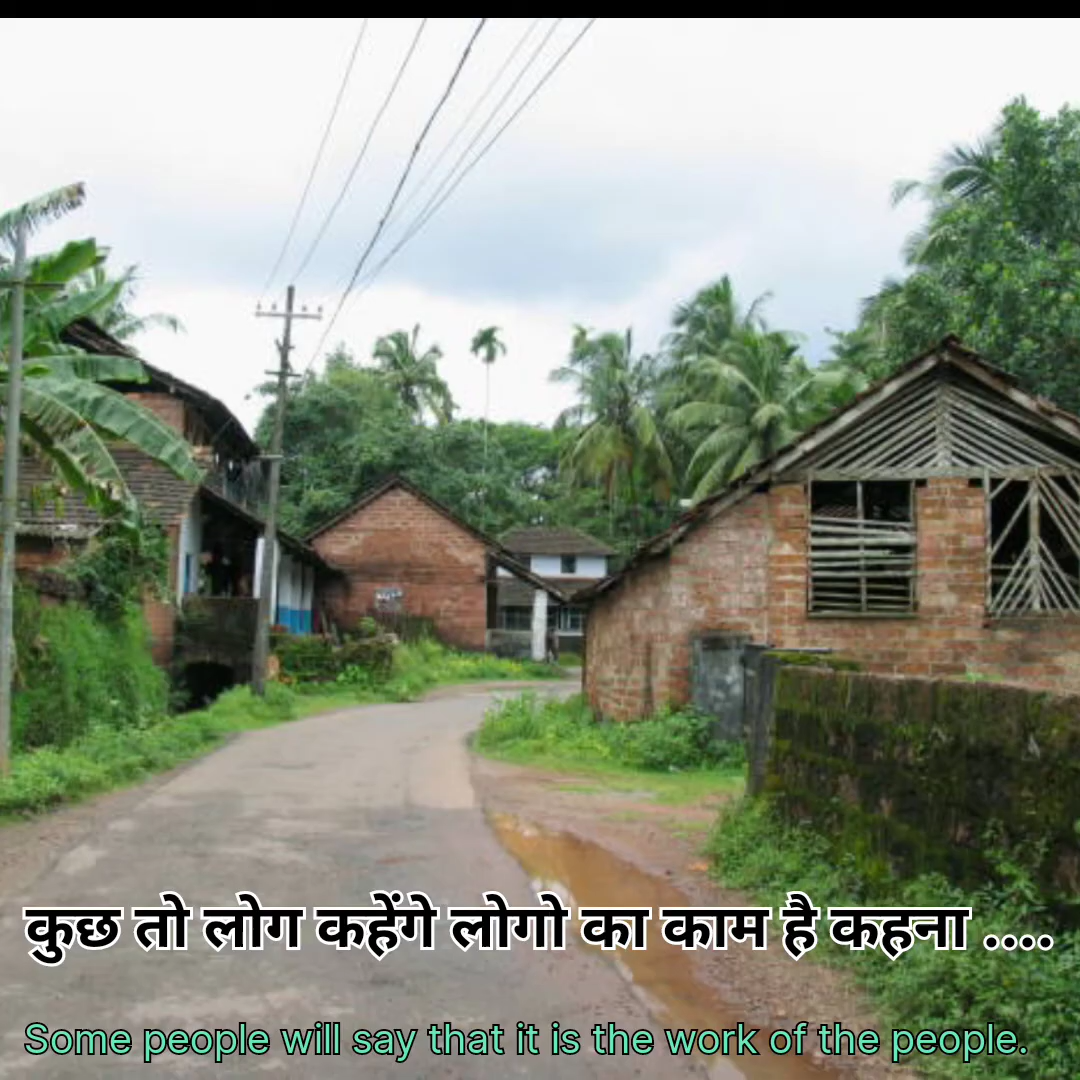 कुछ तो लोग कहेंगे लोगो का काम है कहना ....
Some people will say that it is the work of the people.